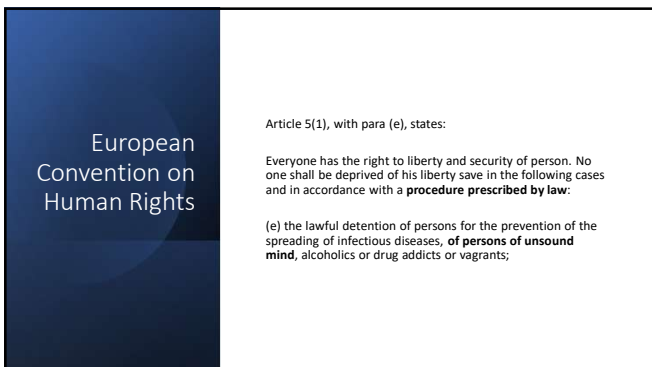 European
Convention on
Human Rights
Article 5(1), with para (e), states:
Everyone has the right to liberty and security of person. No
one shall be deprived of his liberty save in the following cases
and in accordance with a procedure prescribed by law:
(e) the lawful detention of persons for the prevention of the
spreading of infectious diseases, of persons of unsound
mind, alcoholics or drug addicts or vagrants;